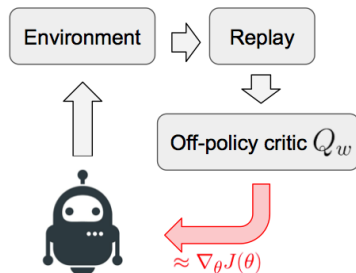 Environment
Replay
Off-policy critic Q_w
≈ ∇_θ J(θ)